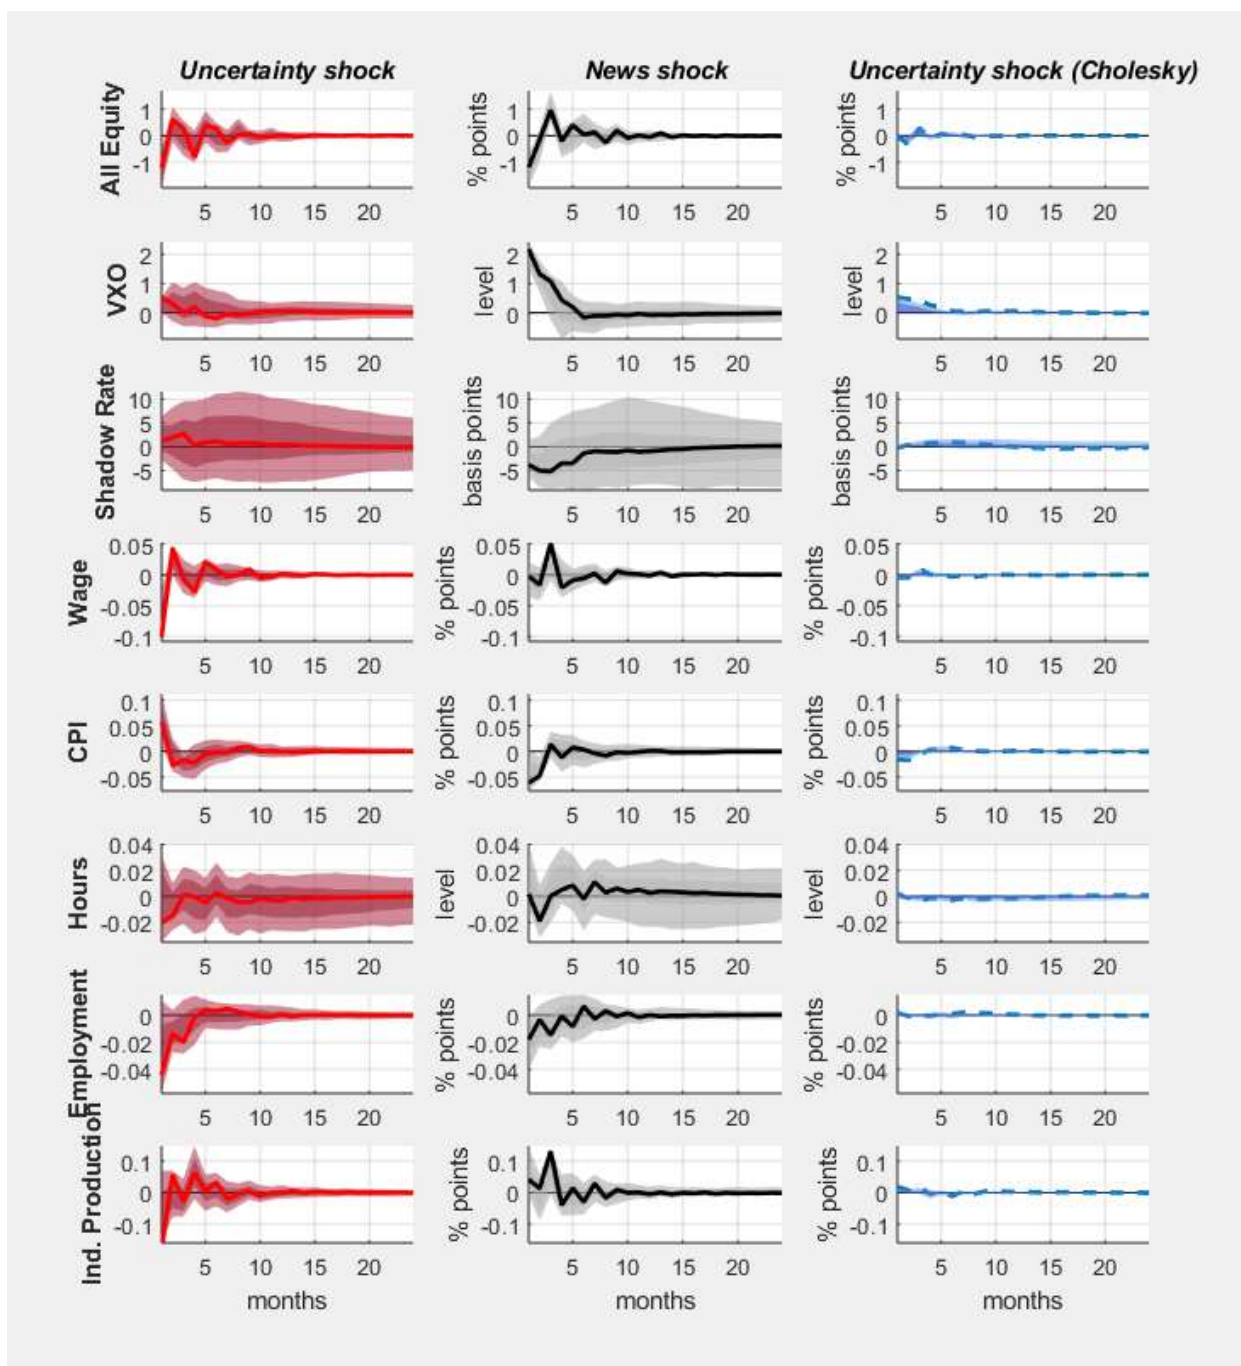 Uncertainty shock News shock Uncertainty shock (Cholesky)
All Equity 1 0 -1 % points 1 0 -1 % points 1 0 -1
5 10 15 20 5 10 15 20 5 10 15 20
VXO 2 1 0 level 2 1 0 level 2 1 0
5 10 15 20 5 10 15 20 5 10 15 20
Shadow Rate 10 5 0 -5 basis points 10 5 0 -5 basis points 10 5 0 -5
5 10 15 20 5 10 15 20 5 10 15 20
Wage 0.05 0 -0.05 -0.1 % points 0.05 0 -0.05 -0.1 % points 0.05 0 -0.05 -0.1
5 10 15 20 5 10 15 20 5 10 15 20
CPI 0.1 0.05 0 -0.05 % points 0.1 0.05 0 -0.05 % points 0.1 0.05 0 -0.05
5 10 15 20 5 10 15 20 5 10 15 20
Hours 0.04 0.02 0 -0.02 level 0.04 0.02 0 -0.02 level 0.04 0.02 0 -0.02
5 10 15 20 5 10 15 20 5 10 15 20
Employment 0 -0.02 -0.04 % points 0 -0.02 -0.04 % points 0 -0.02 -0.04
5 10 15 20 5 10 15 20 5 10 15 20
Ind. Production 0.1 0 -0.1 % points 0.1 0 -0.1 % points 0.1 0 -0.1
5 10 15 20 5 10 15 20 5 10 15 20
months months months